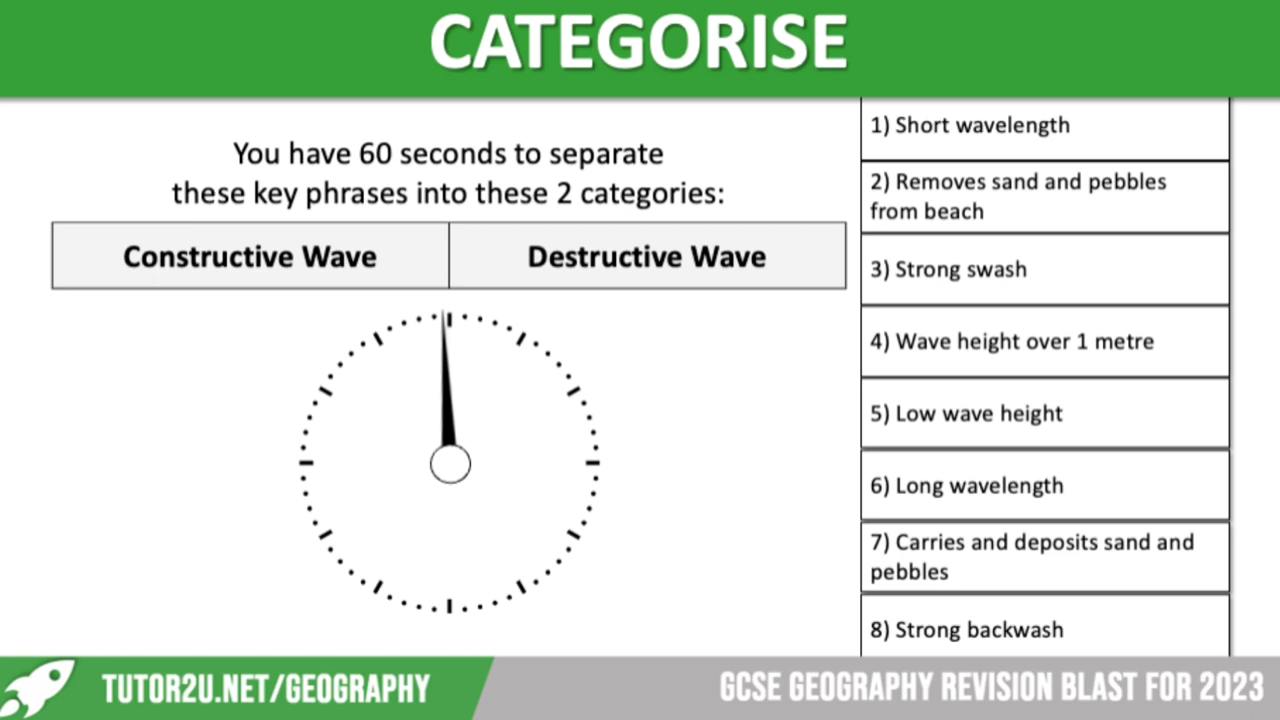 CATEGORISE
You have 60 seconds to separate
these key phrases into these 2 categories:
Constructive Wave
Destructive Wave
1) Short wavelength
2) Removes sand and pebbles
from beach
3) Strong swash
4) Wave height over 1 metre
5) Low wave height
6) Long wavelength
7) Carries and deposits sand and
pebbles
8) Strong backwash
TUTOR2U.NET/GEOGRAPHY
GCSE GEOGRAPHY REVISION BLAST FOR 2023